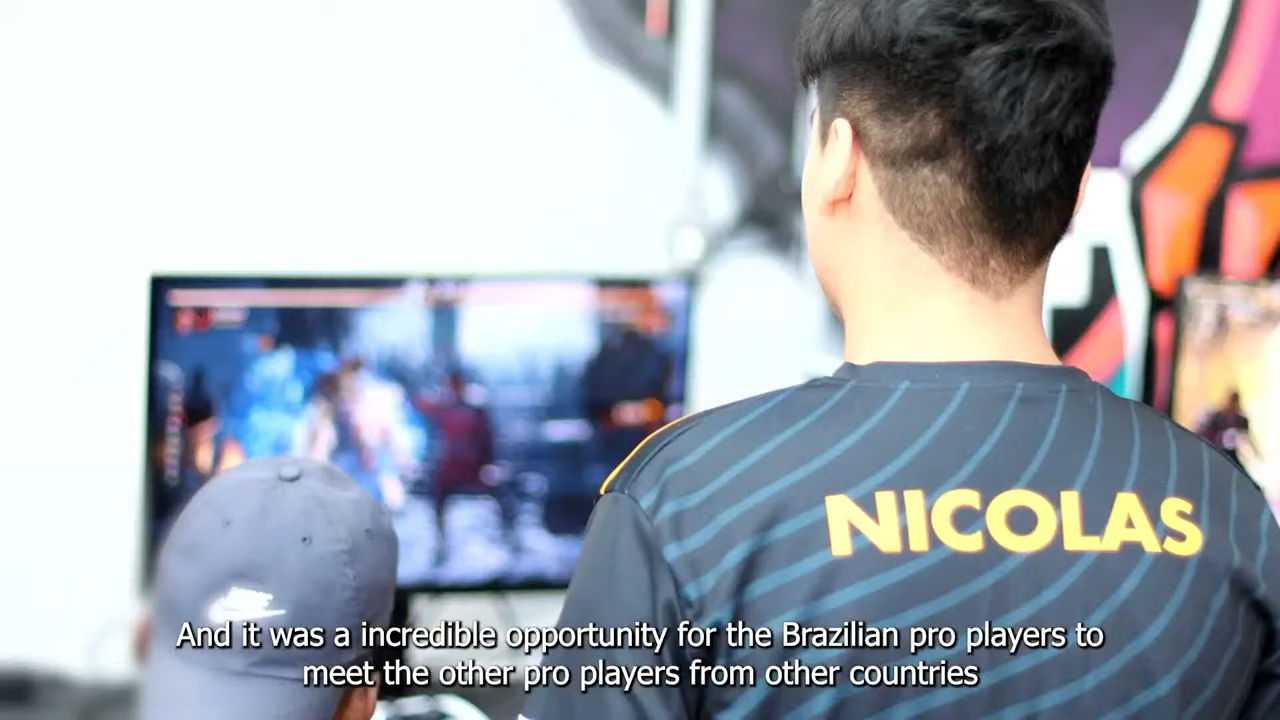 NICOLAS
And it was a incredible opportunity for the Brazilian pro players to
meet the other pro players from other countries